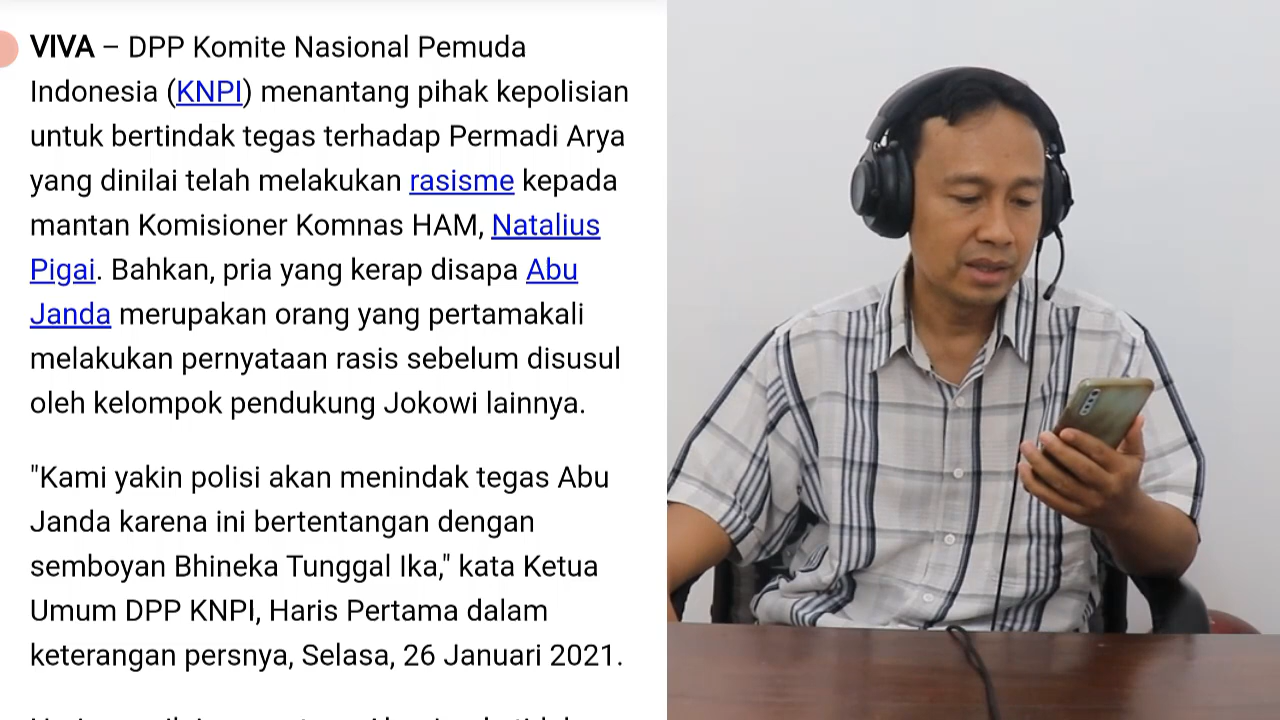 VIVA – DPP Komite Nasional Pemuda
Indonesia (KNPI) menantang pihak kepolisian
untuk bertindak tegas terhadap Permadi Arya
yang dinilai telah melakukan rasisme kepada
mantan Komisioner Komnas HAM, Natalius
Pigai. Bahkan, pria yang kerap disapa Abu
Janda merupakan orang yang pertamakali
melakukan pernyataan rasis sebelum disusul
oleh kelompok pendukung Jokowi lainnya.
"Kami yakin polisi akan menindak tegas Abu
Janda karena ini bertentangan dengan
semboyan Bhineka Tunggal Ika," kata Ketua
Umum DPP KNPI, Haris Pertama dalam
keterangan persnya, Selasa, 26 Januari 2021.